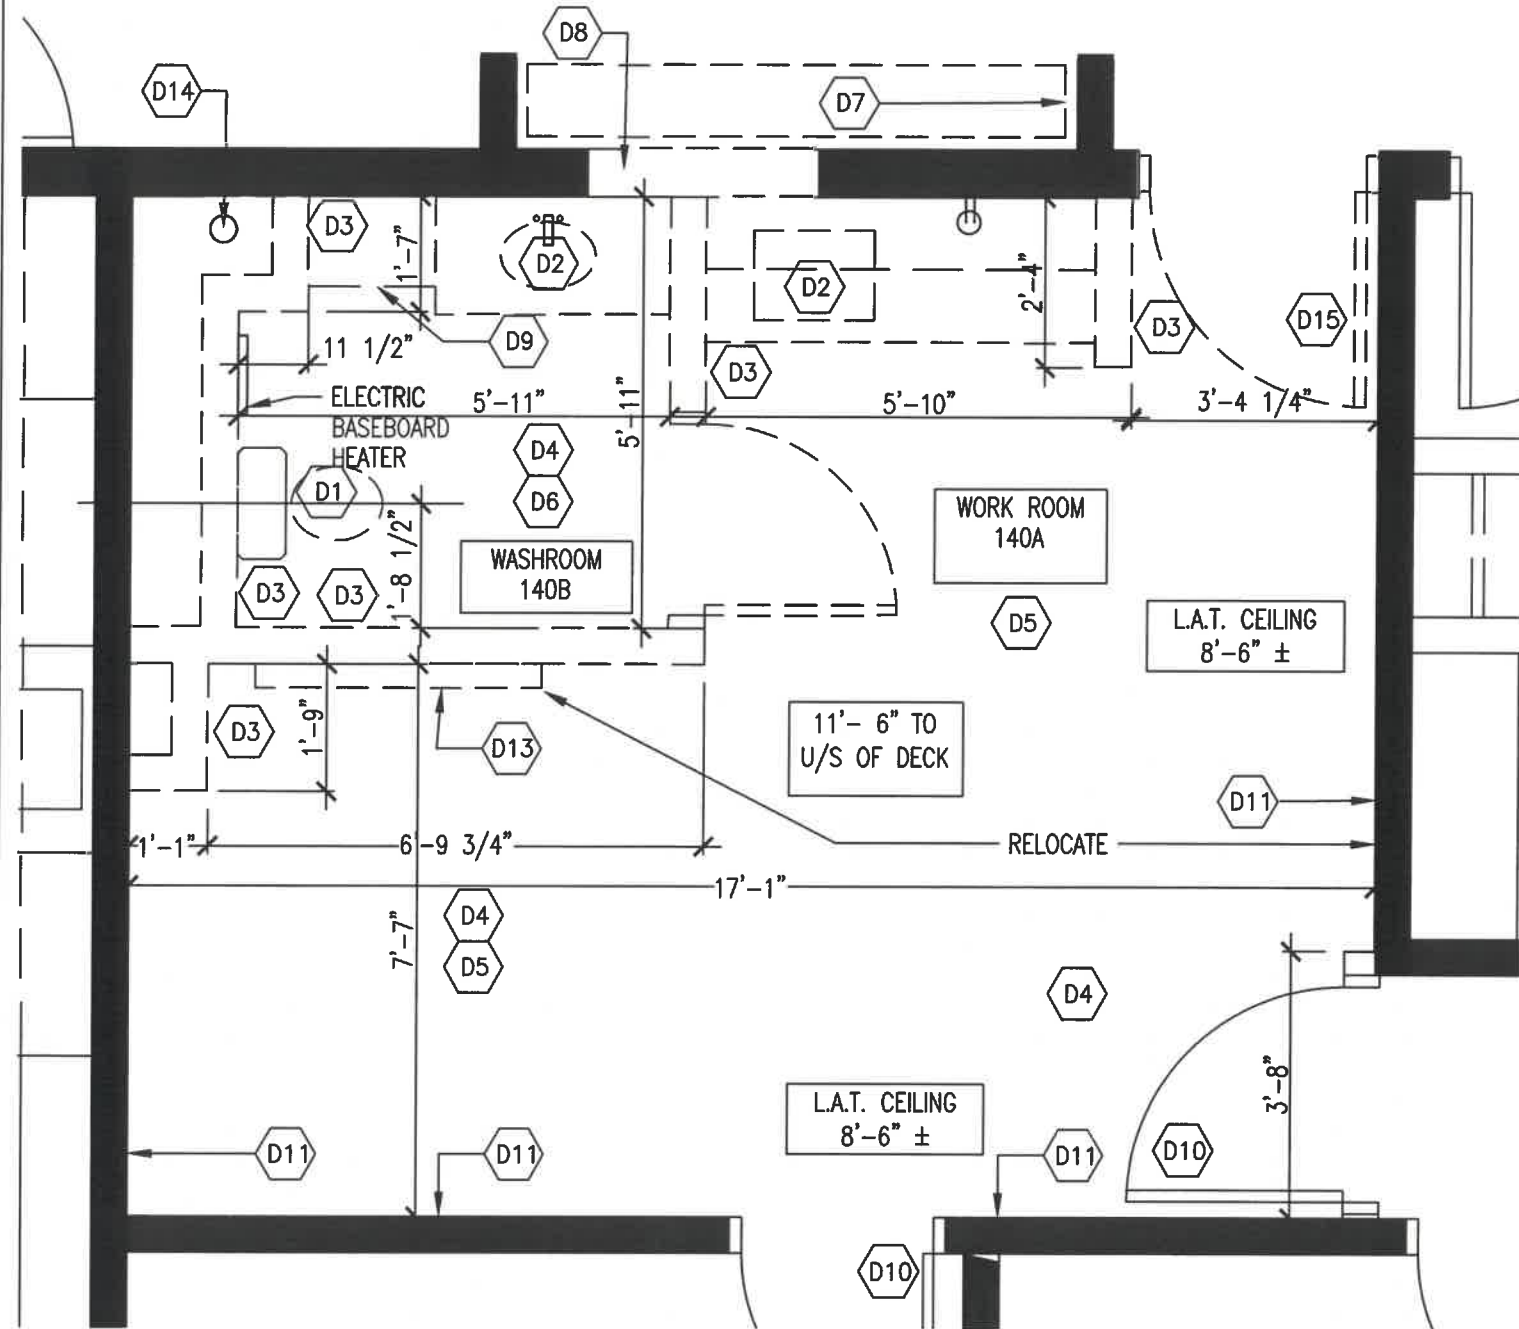 D8
D14
D7
D3
1'-7"
D2
D2
2'-4"
D3
D15
D9
11 1/2"
D3
ELECTRIC
BASEBOARD
HEATER
5'-11"
5'-11"
5'-10"
3'-4 1/4"
D4
D6
D1
1'-8 1/2"
WORK ROOM
140A
WASHROOM
140B
D3
D3
D5
L.A.T. CEILING
8'-6" ±
D3
1'-9"
D13
11'- 6" TO
U/S OF DECK
D11
1'-1"
6 -9 3/4"
RELOCATE
17'-1"
7'-7"
D4
D5
D4
3'-8"
L.A.T. CEILING
8'-6" ±
D11
D11
D11
D10
D10